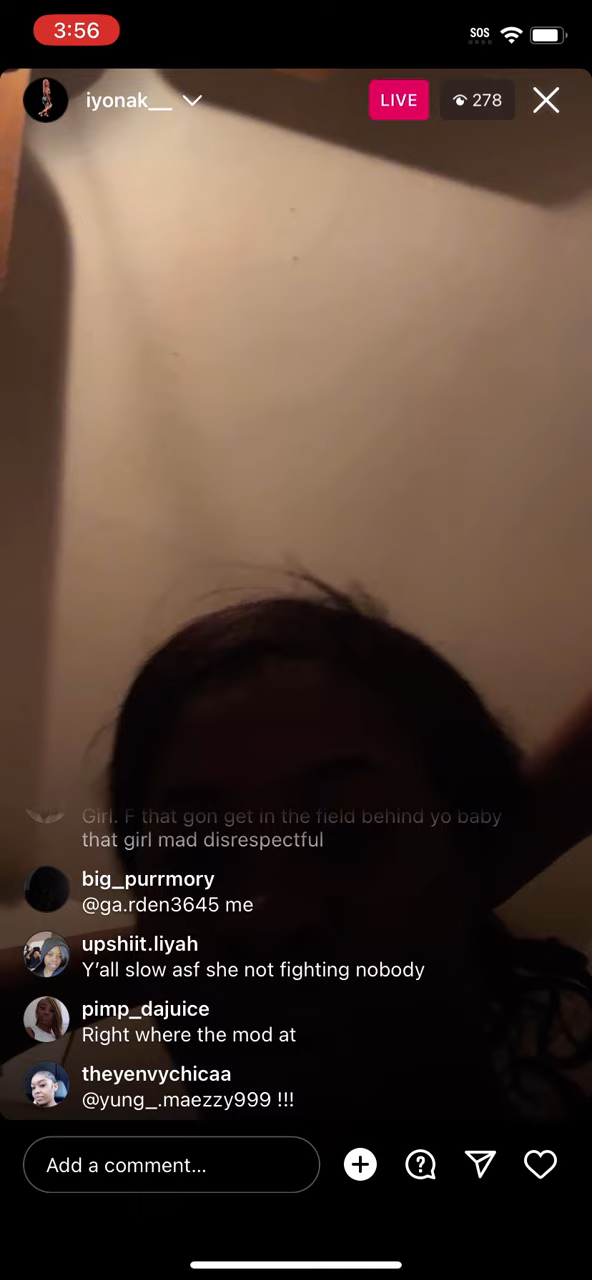 3:56
SOS
iyonak__
LIVE
278
Girl. F that gon get in the field behind yo baby
that girl mad disrespectful
big_purrmory
@ga.rden3645 me
upshiit.liyah
Y'all slow asf she not fighting nobody
pimp_dajuice
Right where the mod at
theyenvychicaa
@yung_.maezzy999 !!!
Add a comment...